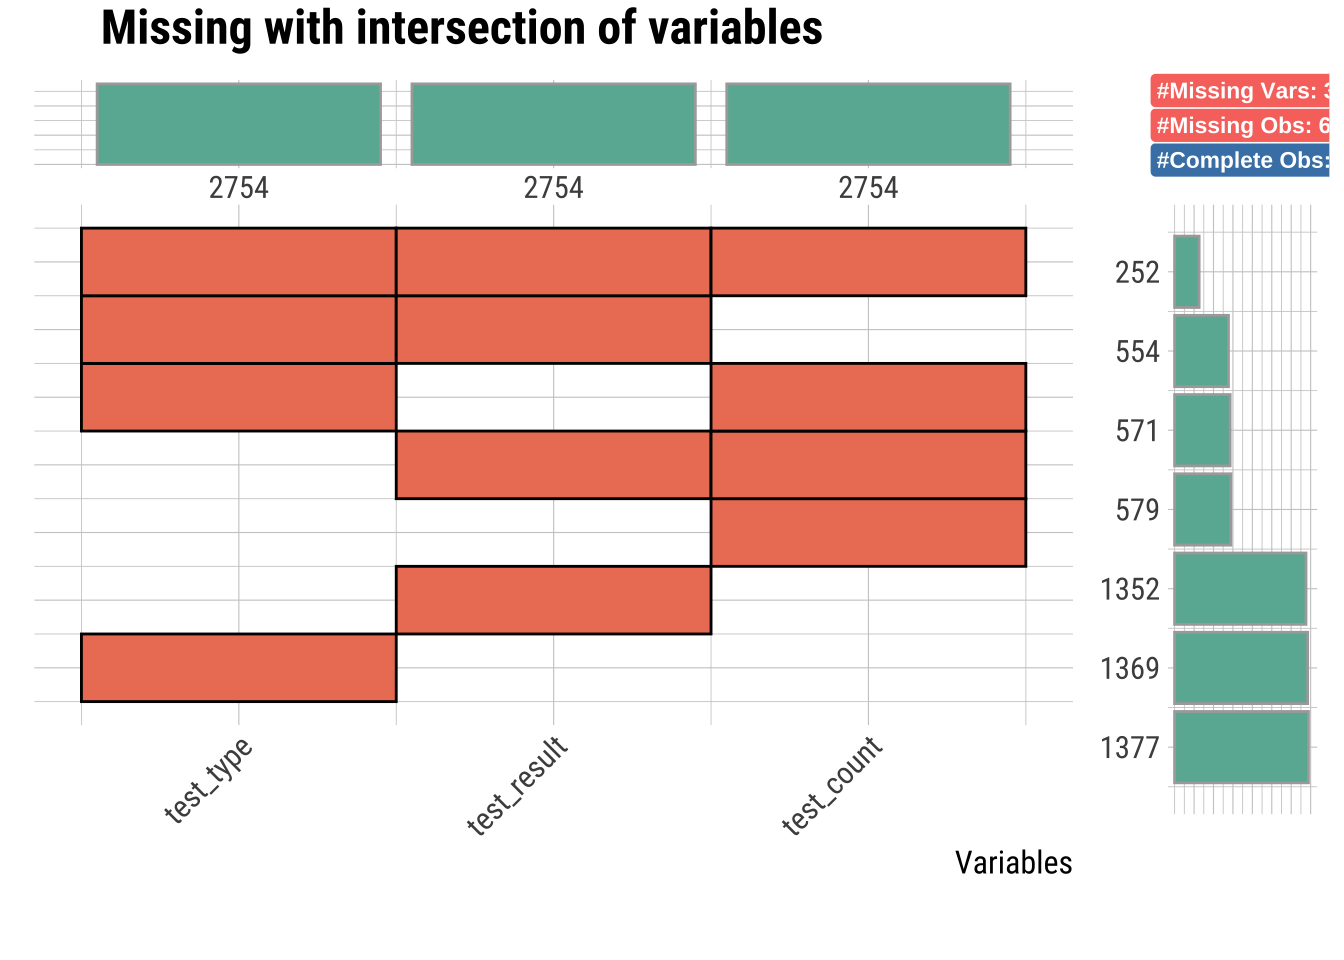 Missing with intersection of variables
#Missing Vars: 3
#Missing Obs: 6
#Complete Obs:
2754 2754 2754
252
554
571
579
1352
1369
1377
test_type test_result test_count
Variables